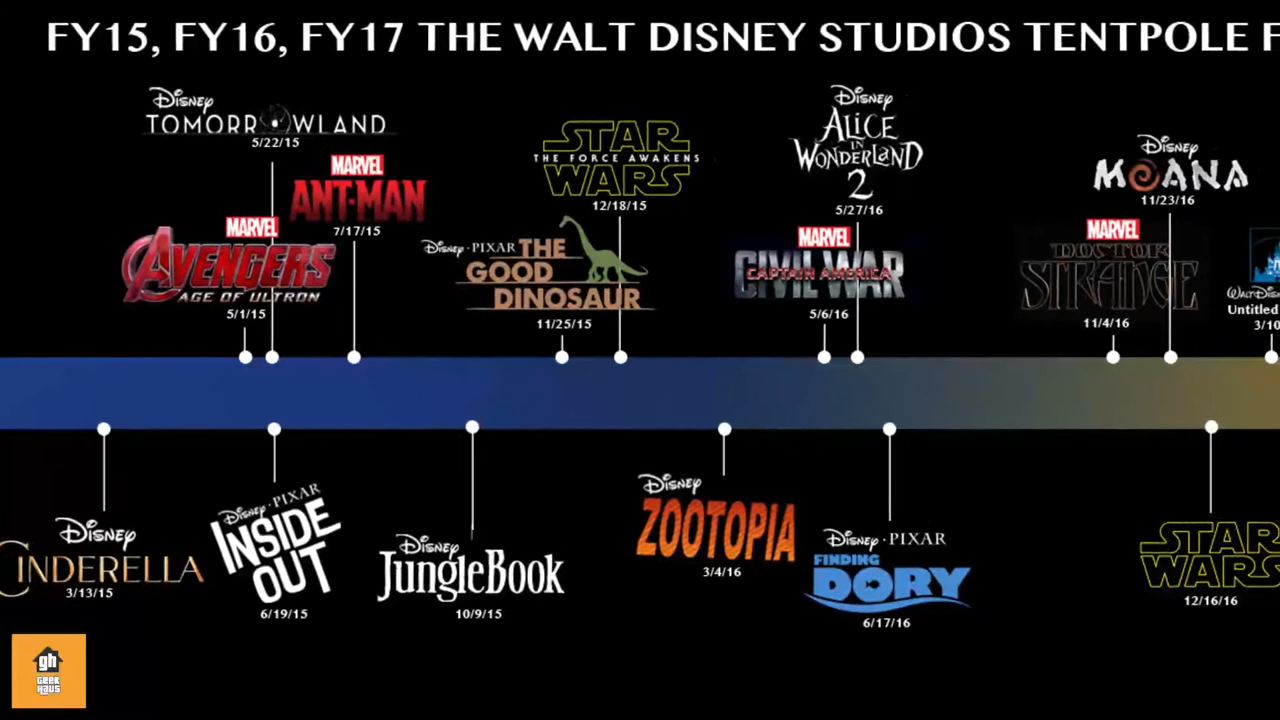 FY15, FY16, FY17 THE WALT DISNEY STUDIOS TENTPOLE F
Disney
TOMORROWLAND
5/22/15
MARVEL
ANT-MAN
7/17/15
MARVEL
AVENGERS
AGE OF ULTRON
5/1/15
Disney · PIXAR THE
GOOD
DINOSAUR
11/25/15
STAR
THE FORCE AWAKENS
WARS
12/18/15
Disney
ALICE
IN
WONDERLAND
2
5/27/16
MARVEL
CIVIL WAR
CAPTAIN AMERICA
5/6/16
Disney
MOANA
11/23/16
MARVEL
DOCTOR
STRANGE
11/4/16
WALT DIS
Untitled
3/10
Disney
CINDERELLA
3/13/15
Disney · PIXAR
INSIDE
OUT
6/19/15
Disney
JungleBook
10/9/15
Disney
ZOOTOPIA
3/4/16
Disney · PIXAR
FINDING
DORY
6/17/16
STAR
WARS
12/16/16
gh
GEEK
HAUS